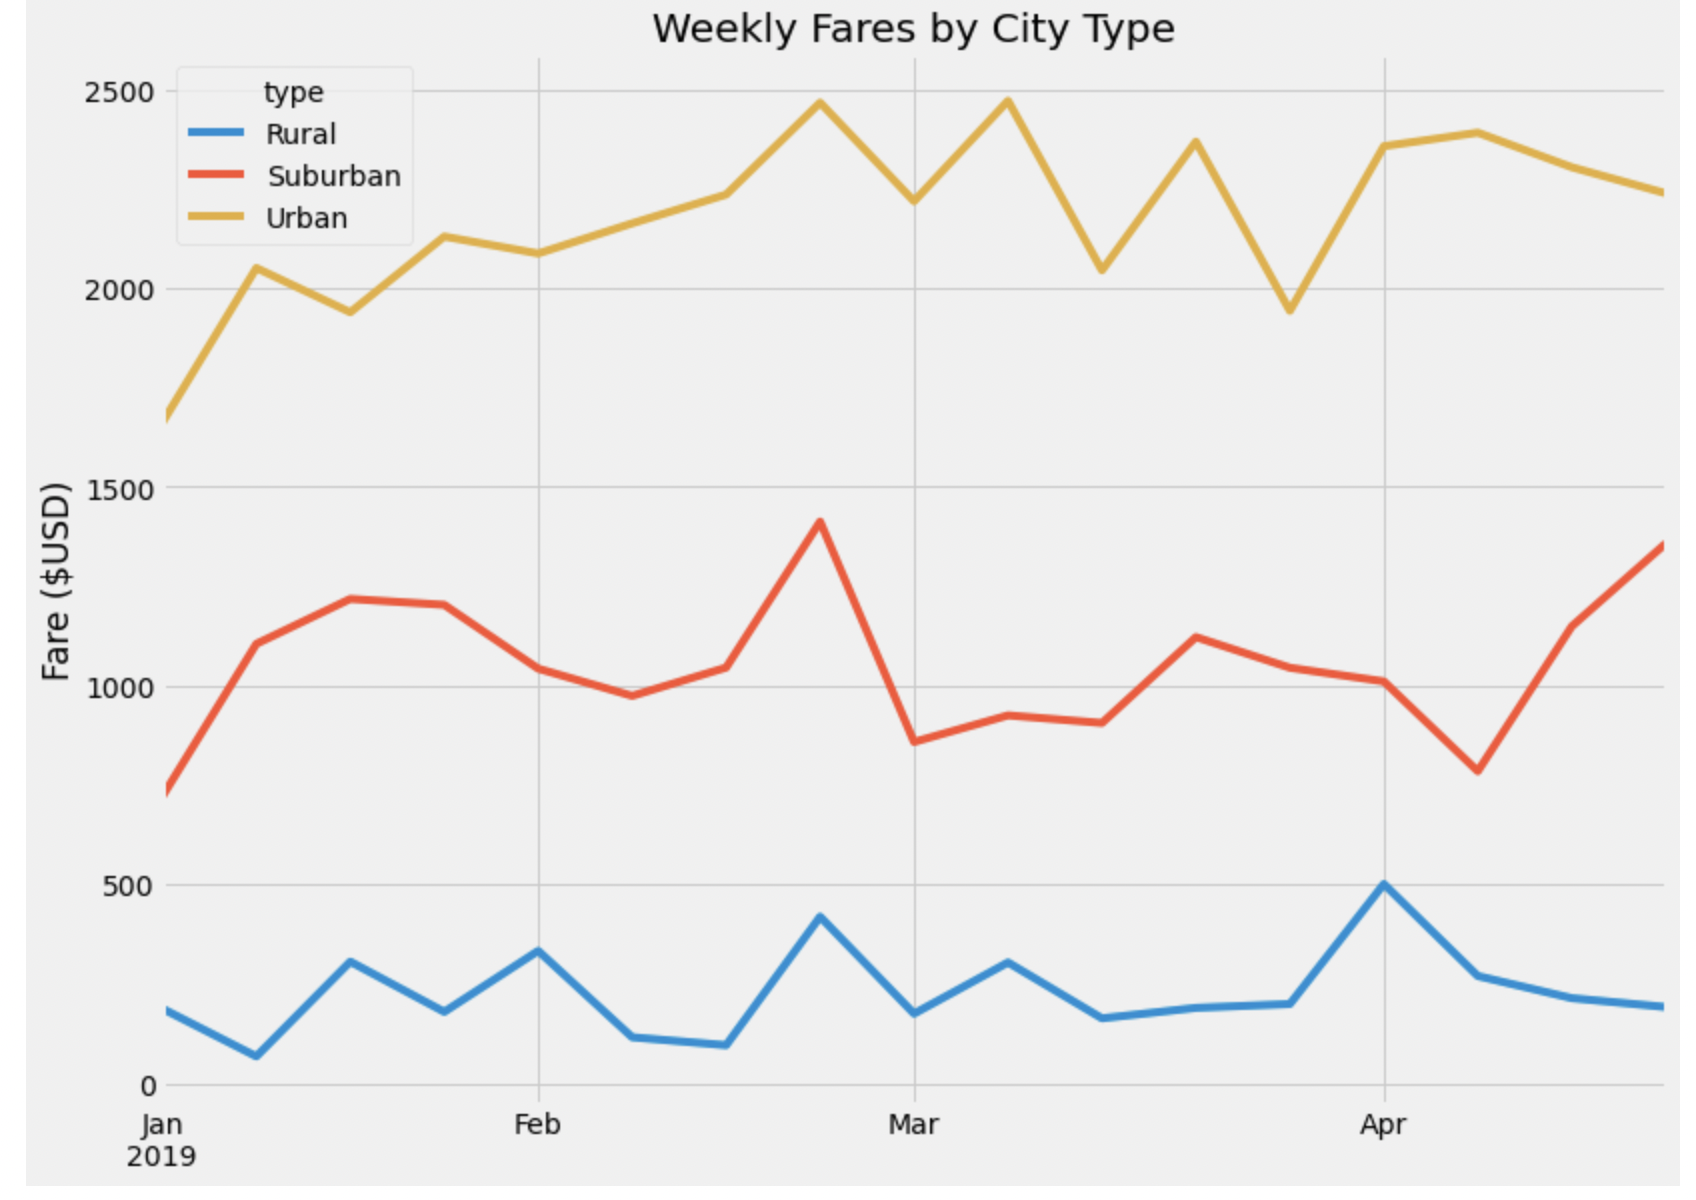 Weekly Fares by City Type
type
Rural
Suburban
Urban
Fare ($USD)
2500
2000
1500
1000
500
0
Jan
2019
Feb
Mar
Apr